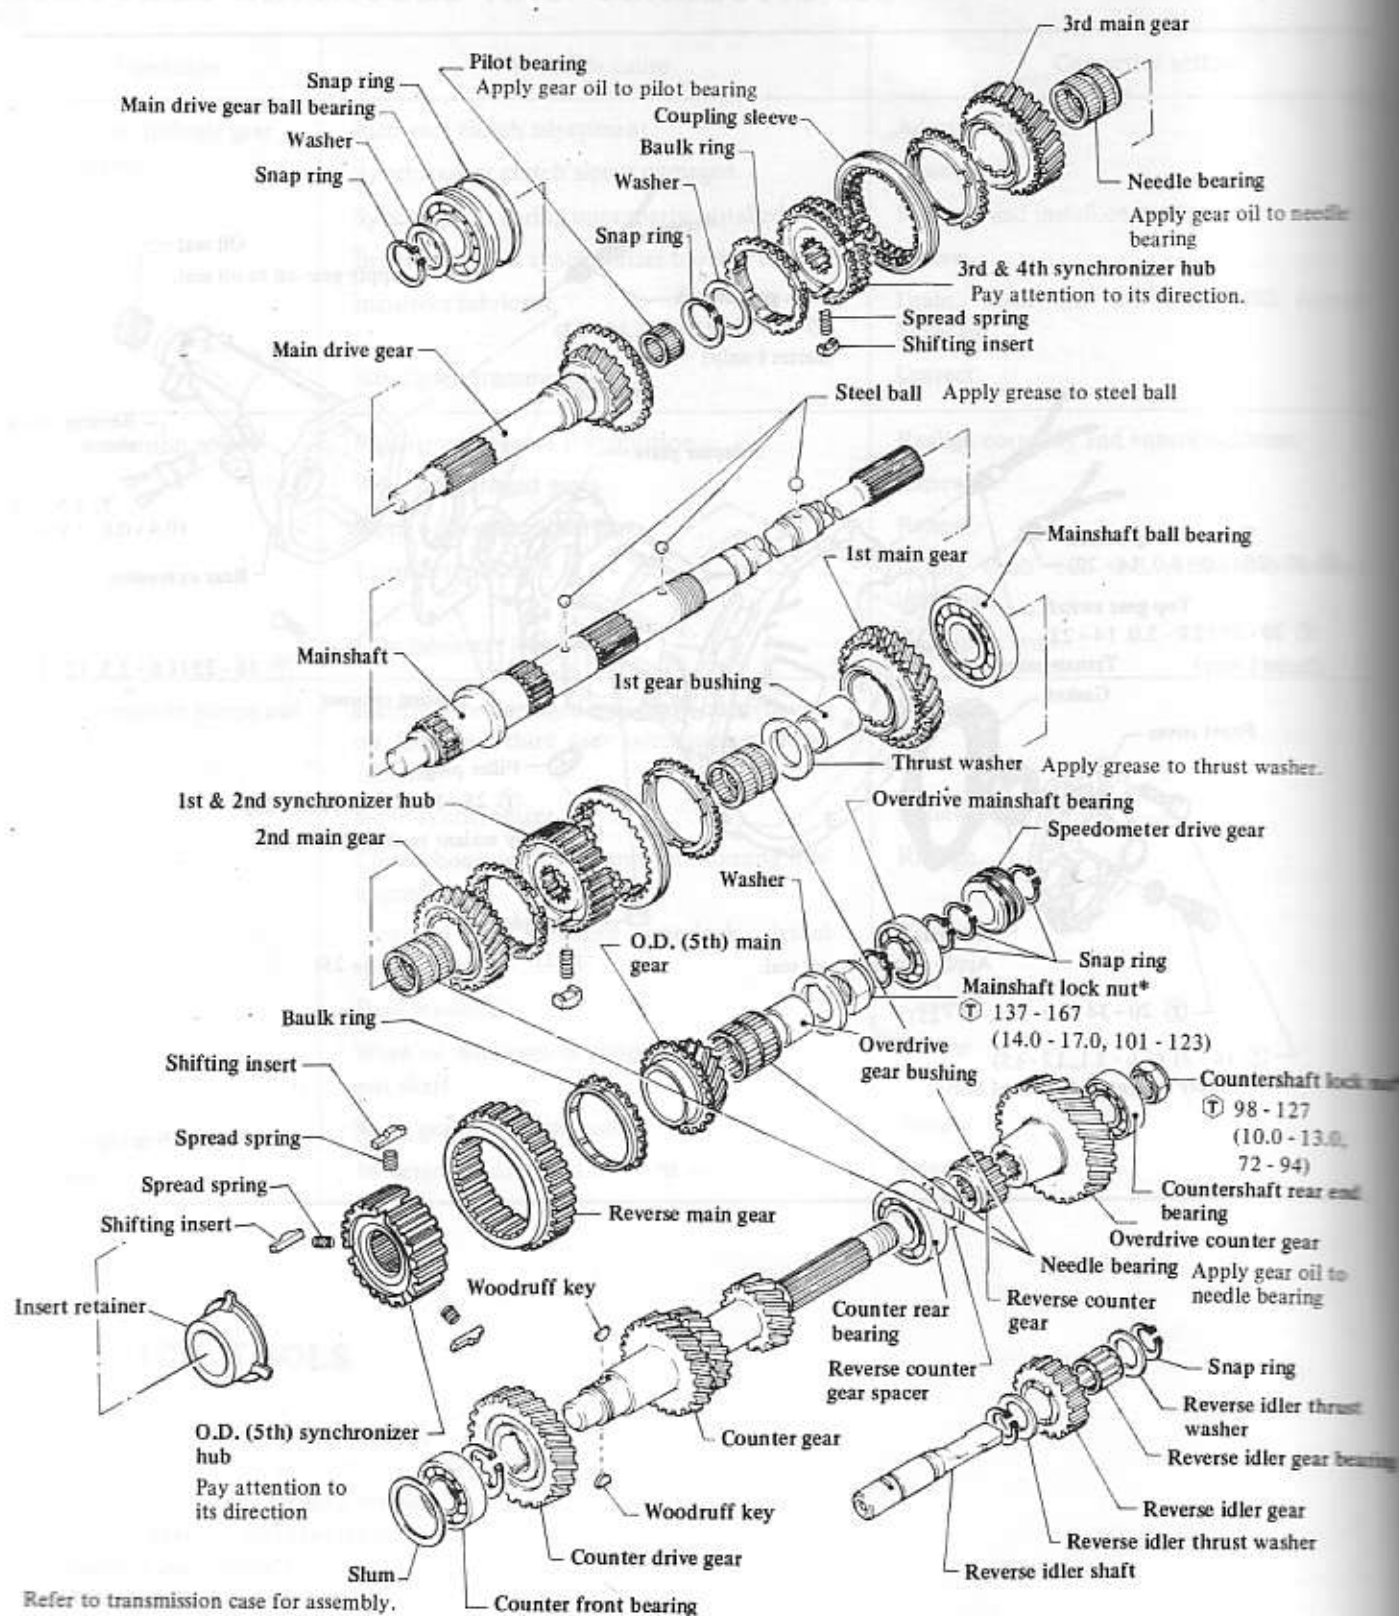 3rd main gear
Pilot bearing
Apply gear oil to pilot bearing
Snap ring
Main drive gear ball bearing
Washer
Snap ring
Coupling sleeve
Baulk ring
Washer
Snap ring
Needle bearing
Apply gear oil to needle
bearing
3rd & 4th synchronizer hub
Pay attention to its direction.
Spread spring
Shifting insert
Main drive gear
Steel ball Apply grease to steel ball
Mainshaft ball bearing
1st main gear
Mainshaft
1st gear bushing
Thrust washer Apply grease to thrust washer.
1st & 2nd synchronizer hub
Overdrive mainshaft bearing
2nd main gear
Speedometer drive gear
Washer
O.D. (5th) main
gear
Snap ring
Mainshaft lock nut*
T 137 - 167
(14.0 - 17.0, 101 - 123)
Baulk ring
Overdrive
gear bushing
Shifting insert
Countershaft lock
T 98 - 127
(10.0 - 13.0,
72 - 94)
Spread spring
Spread spring
Countershaft rear end
bearing
Shifting insert
Reverse main gear
Overdrive counter gear
Needle bearing Apply gear oil to
needle bearing
Woodruff key
Insert retainer
Counter rear
bearing
Reverse counter
gear
Reverse counter
gear spacer
Snap ring
Reverse idler thrust
washer
O.D. (5th) synchronizer
hub
Pay attention to
its direction
Counter gear
Reverse idler gear bearing
Woodruff key
Reverse idler gear
Reverse idler thrust washer
Counter drive gear
Reverse idler shaft
Slum
Refer to transmission case for assembly.
Counter front bearing